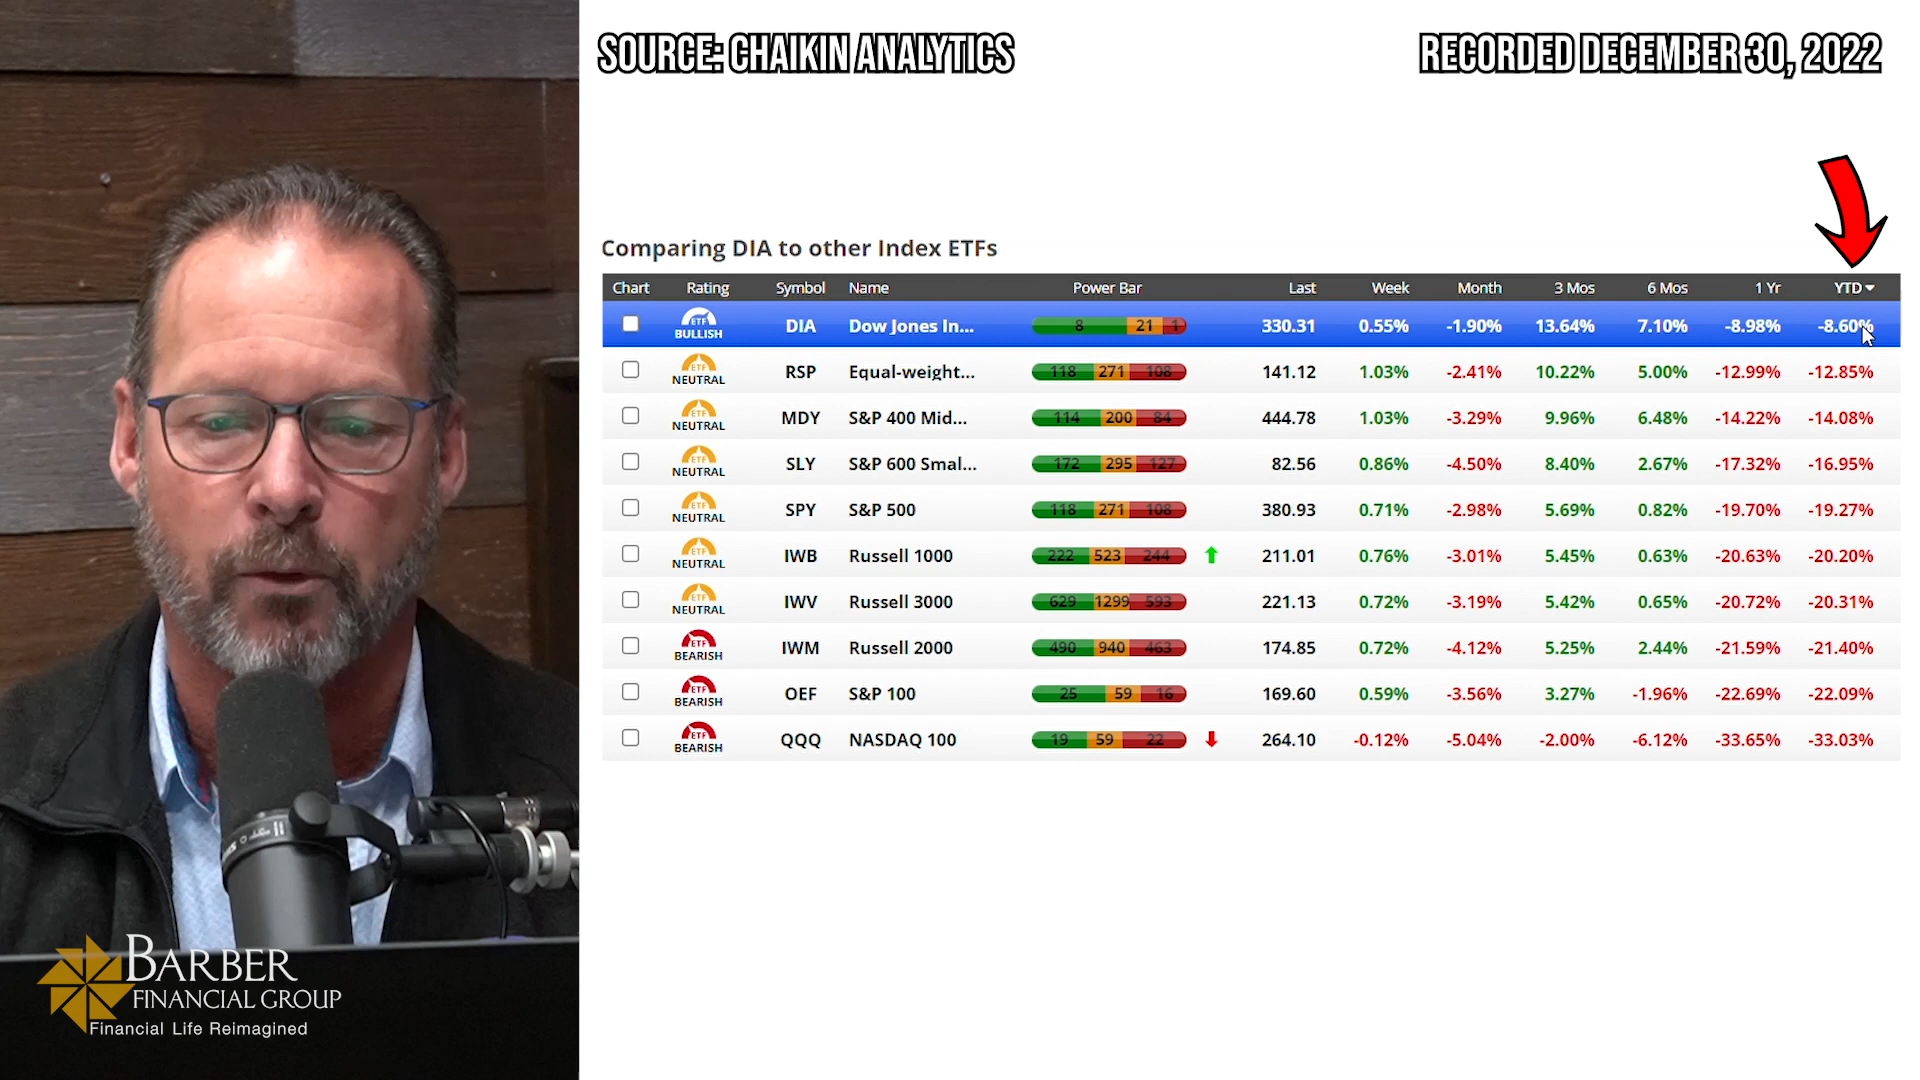 SOURCE: CHAIKIN ANALYTICS
RECORDED DECEMBER 30, 2022
Comparing DIA to other Index ETFs
Chart Rating Symbol Name Power Bar Last Week Month 3 Mos 6 Mos 1 Yr YTD
ETF BULLISH DIA Dow Jones In... 8 21 1 330.31 0.55% -1.90% 13.64% 7.10% -8.98% -8.60%
ETF NEUTRAL RSP Equal-weight... 118 271 108 141.12 1.03% -2.41% 10.22% 5.00% -12.99% -12.85%
ETF NEUTRAL MDY S&P 400 Mid... 114 200 84 444.78 1.03% -3.29% 9.96% 6.48% -14.22% -14.08%
ETF NEUTRAL SLY S&P 600 Smal... 172 295 127 82.56 0.86% -4.50% 8.40% 2.67% -17.32% -16.95%
ETF NEUTRAL SPY S&P 500 118 271 108 380.93 0.71% -2.98% 5.69% 0.82% -19.70% -19.27%
ETF NEUTRAL IWB Russell 1000 222 523 244 211.01 0.76% -3.01% 5.45% 0.63% -20.63% -20.20%
ETF NEUTRAL IWV Russell 3000 629 1299 593 221.13 0.72% -3.19% 5.42% 0.65% -20.72% -20.31%
ETF BEARISH IWM Russell 2000 490 940 463 174.85 0.72% -4.12% 5.25% 2.44% -21.59% -21.40%
ETF BEARISH OEF S&P 100 25 59 16 169.60 0.59% -3.56% 3.27% -1.96% -22.69% -22.09%
ETF BEARISH QQQ NASDAQ 100 19 59 22 264.10 -0.12% -5.04% -2.00% -6.12% -33.65% -33.03%
BARBER
FINANCIAL GROUP
Financial Life Reimagined